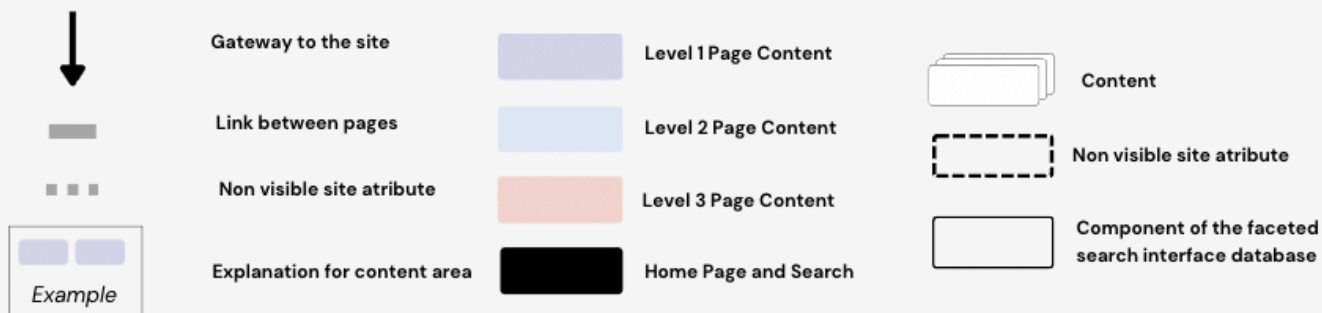 Gateway to the site
Link between pages
Non visible site atribute
Example
Explanation for content area
Level 1 Page Content
Level 2 Page Content
Level 3 Page Content
Home Page and Search
Content
Non visible site atribute
Component of the faceted
search interface database